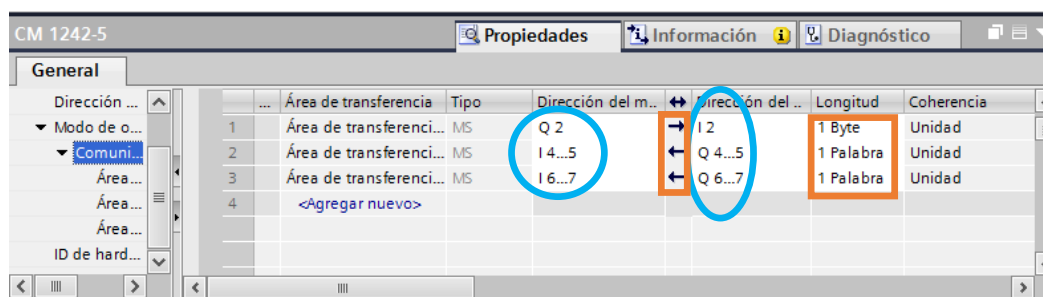 CM 1242-5 Propiedades Información Diagnóstico
General
Dirección ... ... Área de transferencia Tipo Dirección del m... ↔ Dirección del .. Longitud Coherencia
Modo de o... 1 Área de transferenci... MS Q 2 → I 2 1 Byte Unidad
Comuni... 2 Área de transferenci... MS I 4...5 ← Q 4...5 1 Palabra Unidad
Área... 3 Área de transferenci... MS I 6...7 ← Q 6...7 1 Palabra Unidad
Área... 4 <Agregar nuevo>
Área...
ID de hard...